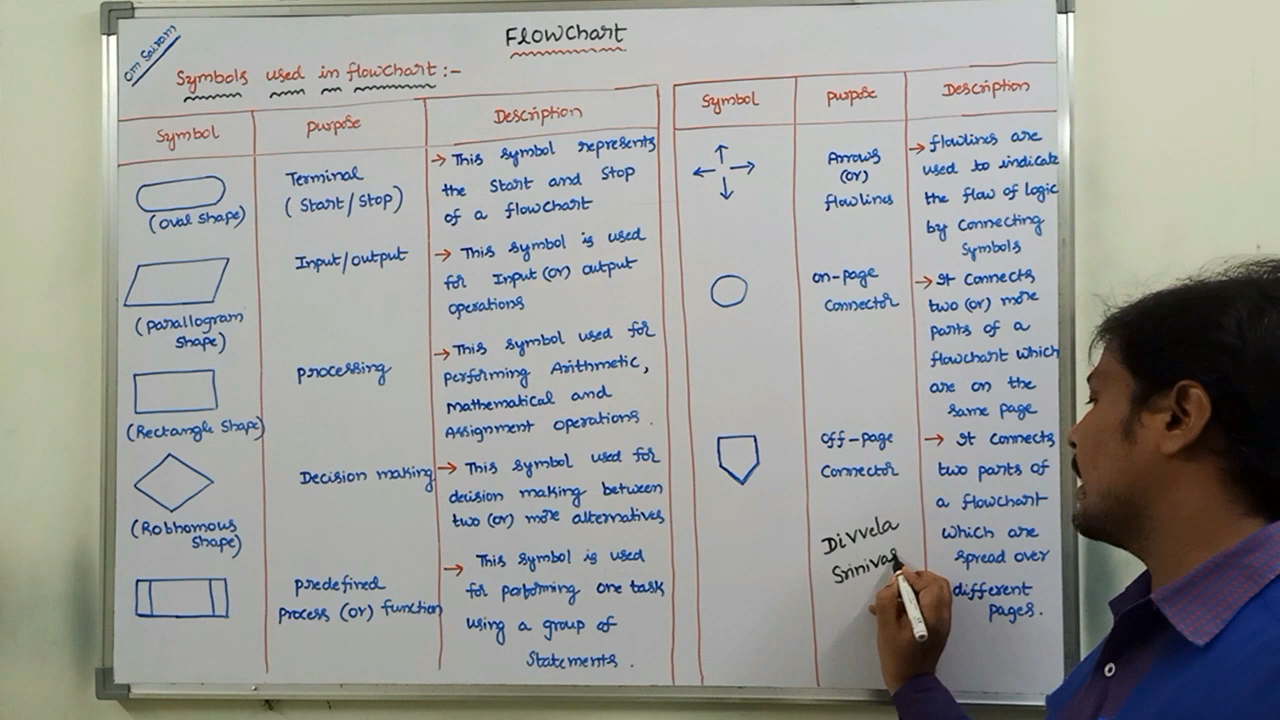 Om Sairam
Flowchart
Symbols used in flowchart :-
Symbol
Purpose
Description
(oval shape)
Terminal
(Start/Stop)
→ This symbol represents
the Start and Stop
of a flowchart
(parallogram
shape)
Input/output
→ This symbol is used
for Input (or) output
operations
(Rectangle shape)
processing
→ This symbol used for
performing Arithmetic,
Mathematical and
Assignment operations.
(Robhomous
shape)
Decision making
→ This symbol used for
decision making between
two (or) more alternatives
predefined
process (or) function
→ This symbol is used
for performing one task
using a group of
statements.
Symbol
Purpose
Description
Arrows
(or)
flowlines
→ flowlines are
used to indicate
the flow of logic
by connecting
symbols
on-page
connector
→ It connects
two (or) more
parts of a
flowchart which
are on the
same page
off-page
connector
→ It connects
two parts of
a flowchart
which are
spread over
different
pages.
Divvela
Srinivas